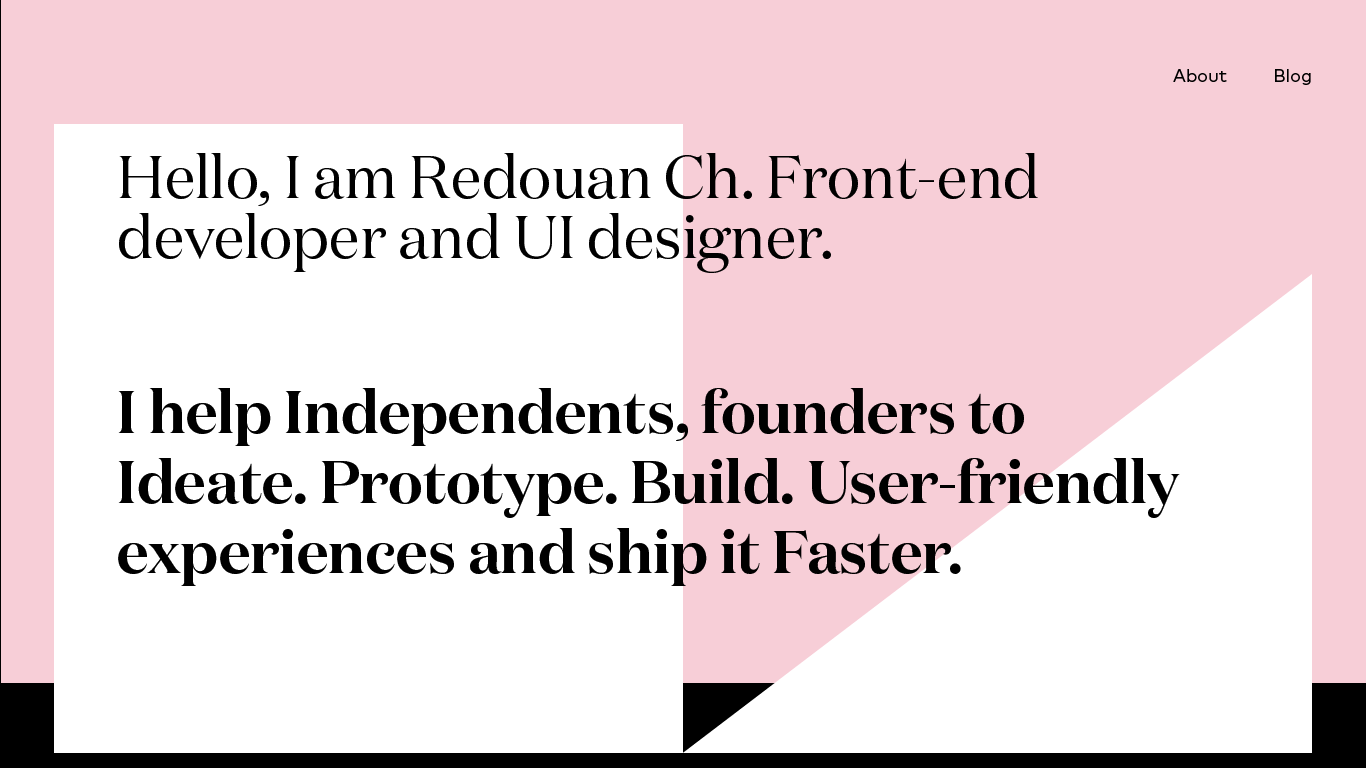 About Blog
Hello, I am Redouan Ch. Front-end
developer and UI designer.
I help Independents, founders to
Ideate. Prototype. Build. User-friendly
experiences and ship it Faster.